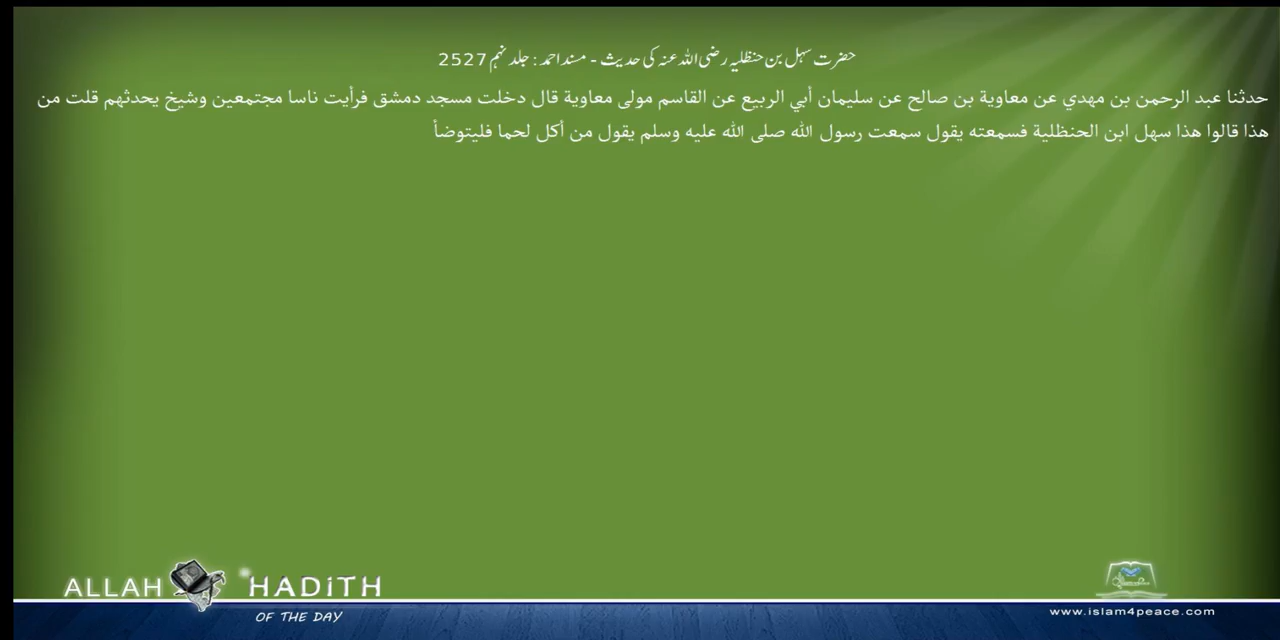 حضرت سہل بن حنظلیہ رضی اللہ عنہ کی حدیث - مسند احمد : جلد نہم 2527
حدثنا عبد الرحمن بن مهدي عن معاوية بن صالح عن سليمان أبي الربيع عن القاسم مولى معاوية قال دخلت مسجد دمشق فرأيت ناسا مجتمعين وشيخ يحدثهم قلت من
هذا قالوا هذا سهل ابن الحنظلية فسمعته يقول سمعت رسول الله صلى الله عليه وسلم يقول من أكل لحما فليتوضأ
ALLAH HADITH
OF THE DAY
www.islam4peace.com